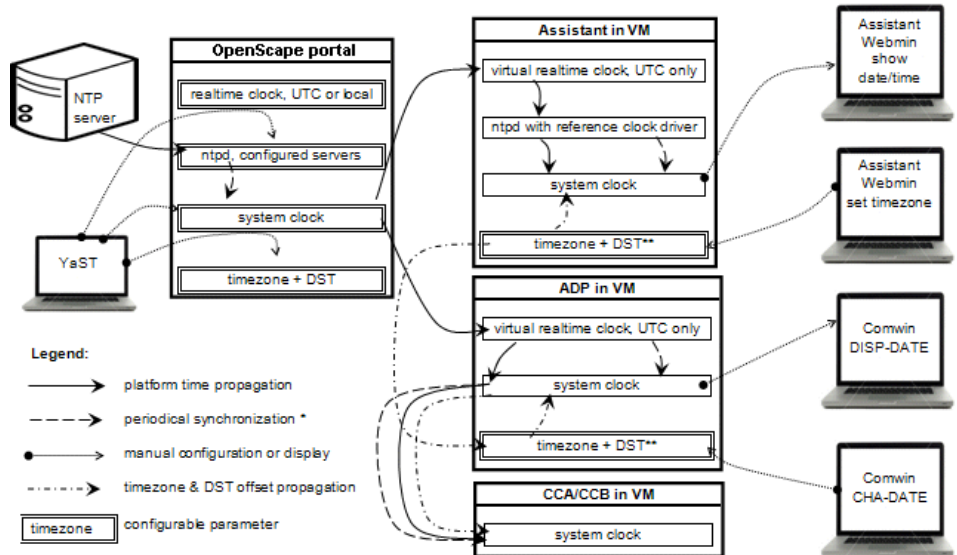 NTP
server
OpenScape portal
realtime clock, UTC or local
ntpd, configured servers
system clock
timezone + DST
YaST
Assistant in VM
virtual realtime clock, UTC only
ntpd with reference clock driver
system clock
timezone + DST**
ADP in VM
virtual realtime clock, UTC only
system clock
timezone + DST**
CCA/CCB in VM
system clock
Assistant
Webmin
show
date/time
Assistant
Webmin
set timezone
Comwin
DISP-DATE
Comwin
CHA-DATE
Legend:
platform time propagation
periodical synchronization *
manual configuration or display
timezone & DST offset propagation
timezone
configurable parameter